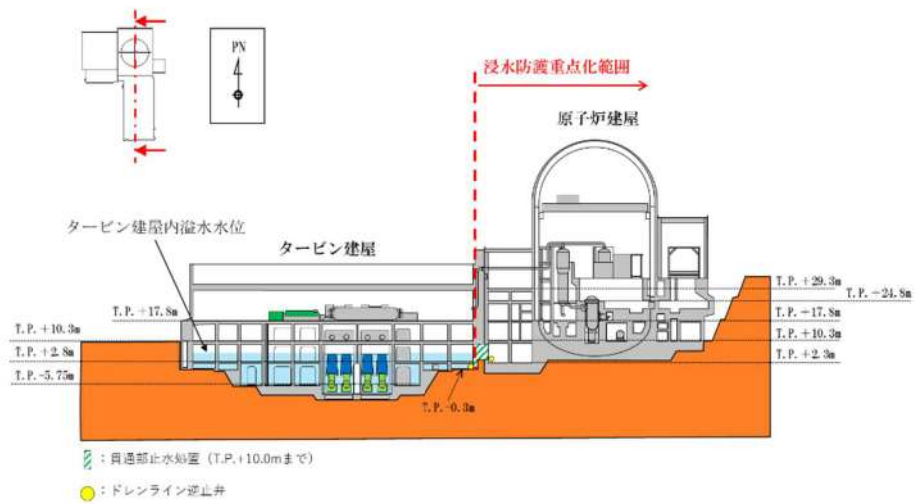 PN
浸水防護重点化範囲
原子炉建屋
タービン建屋内溢水水位
タービン建屋
T.P.+29.3m
T.P.+24.8m
T.P.+17.8m
T.P.+17.8m
T.P.+10.3m
T.P.+10.3m
T.P.+2.8m
T.P.+2.3m
T.P.-5.75m
T.P.-0.3m
：貫通部止水処置（T.P.+10.0mまで）
：ドレンライン逆止弁